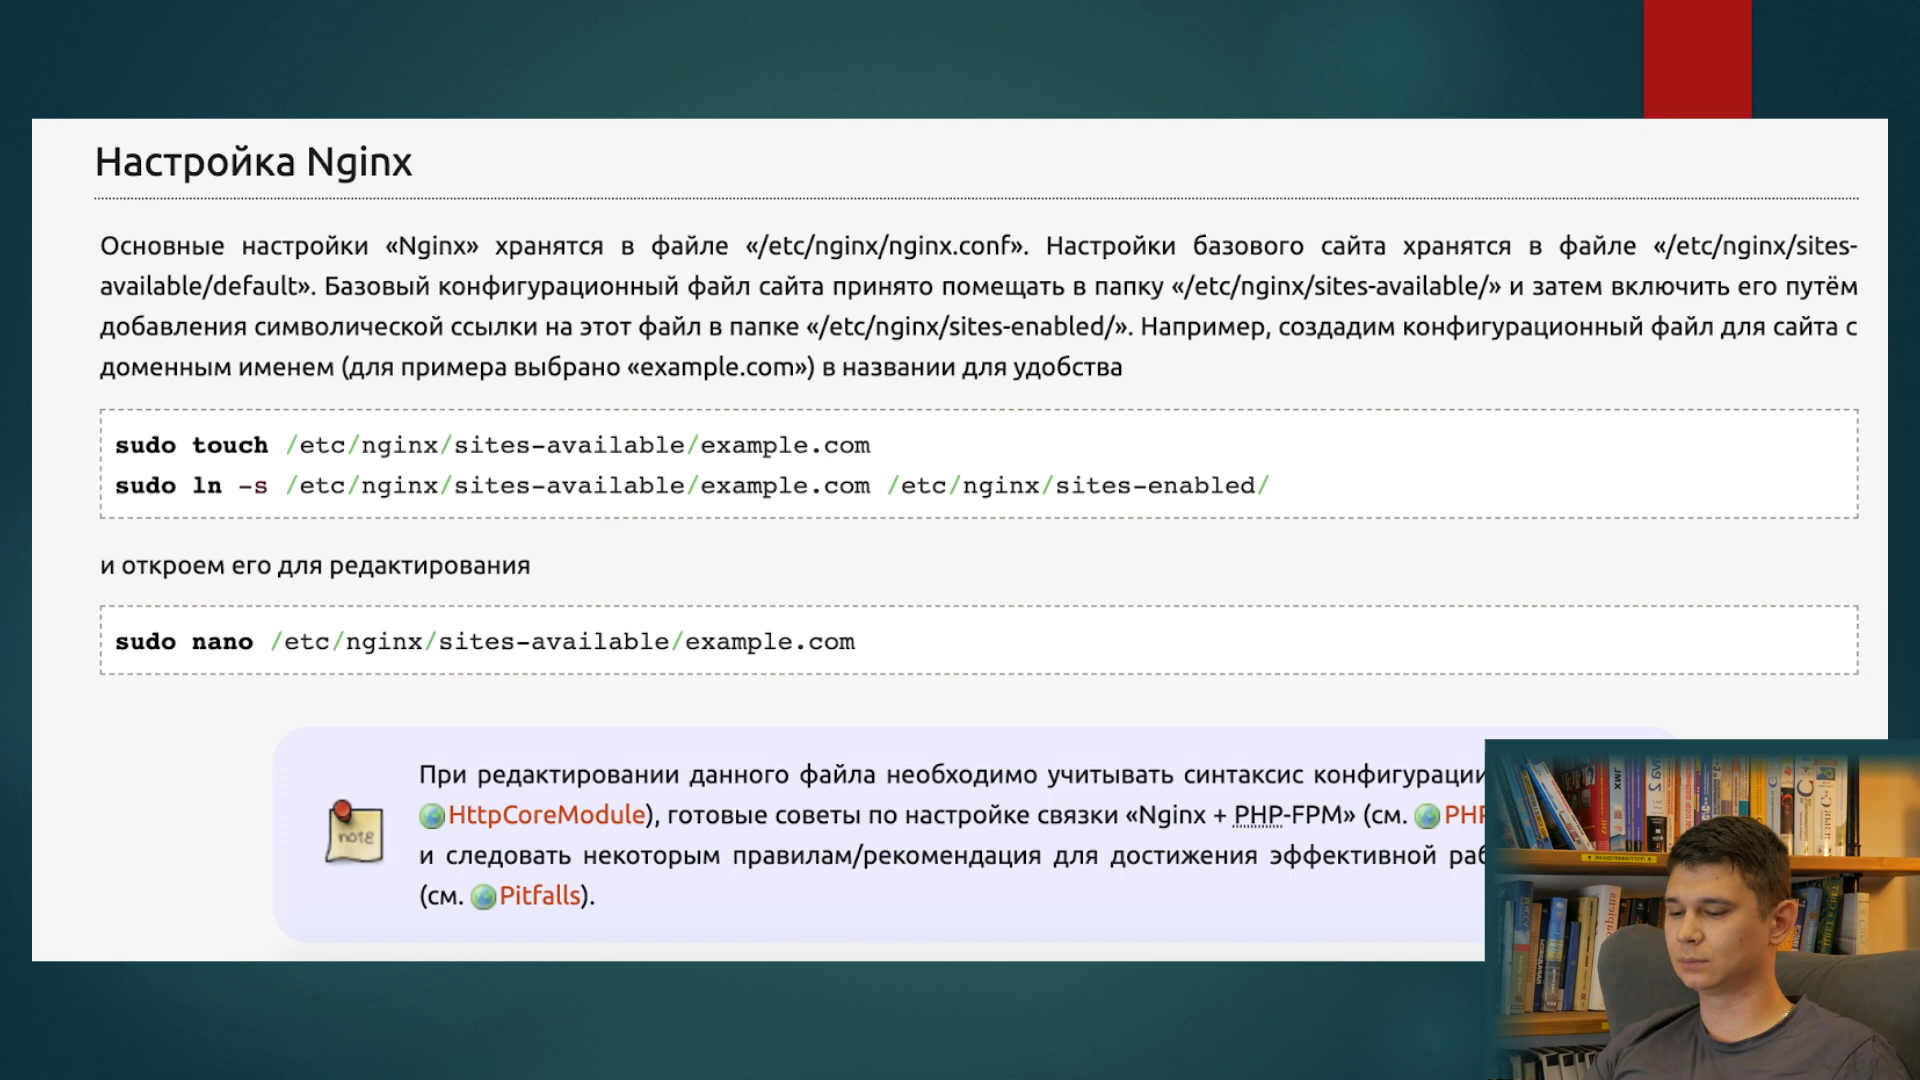 Настройка Nginx
Основные настройки «Nginx» хранятся в файле «/etc/nginx/nginx.conf». Настройки базового сайта хранятся в файле «/etc/nginx/sites-
available/default». Базовый конфигурационный файл сайта принято помещать в папку «/etc/nginx/sites-available/» и затем включить его путём
добавления символической ссылки на этот файл в папке «/etc/nginx/sites-enabled/». Например, создадим конфигурационный файл для сайта с
доменным именем (для примера выбрано «example.com») в названии для удобства
sudo touch /etc/nginx/sites-available/example.com
sudo ln -s /etc/nginx/sites-available/example.com /etc/nginx/sites-enabled/
и откроем его для редактирования
sudo nano /etc/nginx/sites-available/example.com
При редактировании данного файла необходимо учитывать синтаксис конфигурации
HttpCoreModule), готовые советы по настройке связки «Nginx + PHP-FPM» (см. PHP
note
и следовать некоторым правилам/рекомендация для достижения эффективной раб
(см. Pitfalls).